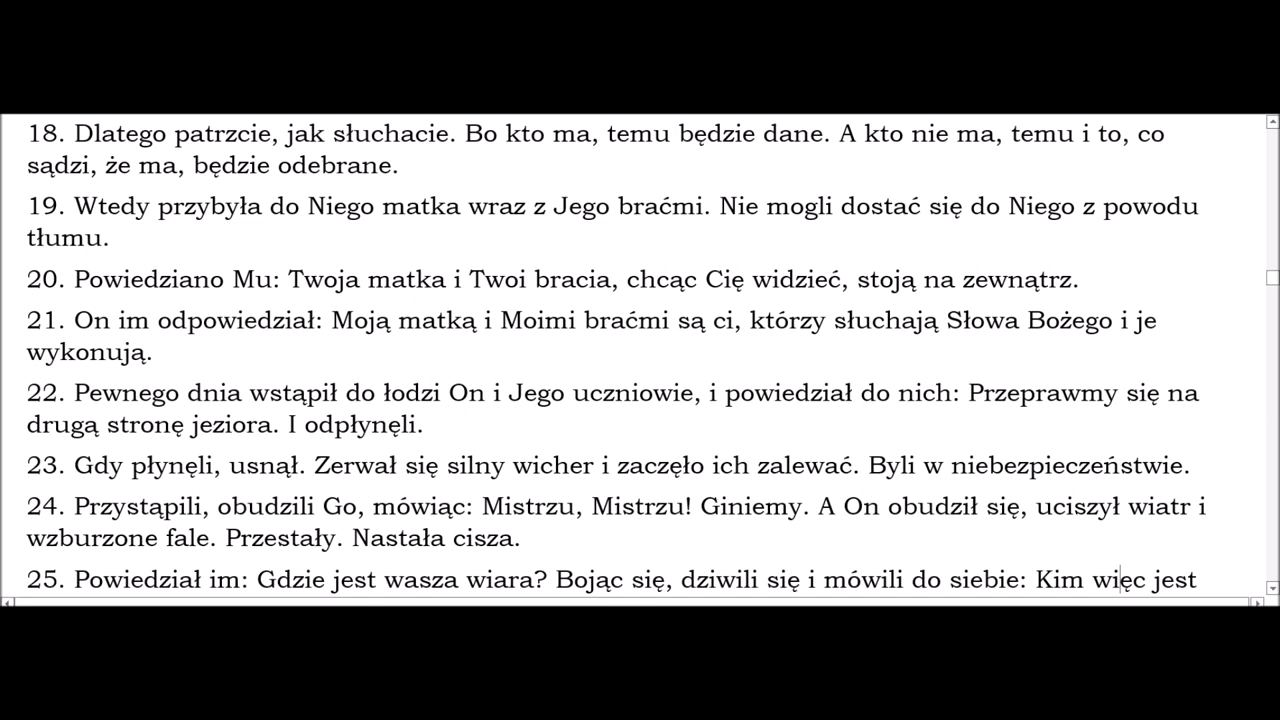 18. Dlatego patrzcie, jak słuchacie. Bo kto ma, temu będzie dane. A kto nie ma, temu i to, co
sądzi, że ma, będzie odebrane.
19. Wtedy przybyła do Niego matka wraz z Jego braćmi. Nie mogli dostać się do Niego z powodu
tłumu.
20. Powiedziano Mu: Twoja matka i Twoi bracia, chcąc Cię widzieć, stoją na zewnątrz.
21. On im odpowiedział: Moją matką i Moimi braćmi są ci, którzy słuchają Słowa Bożego i je
wykonują.
22. Pewnego dnia wstąpił do łodzi On i Jego uczniowie, i powiedział do nich: Przeprawmy się na
drugą stronę jeziora. I odpłynęli.
23. Gdy płynęli, usnął. Zerwał się silny wicher i zaczęło ich zalewać. Byli w niebezpieczeństwie.
24. Przystąpili, obudzili Go, mówiąc: Mistrzu, Mistrzu! Giniemy. A On obudził się, uciszył wiatr i
wzburzone fale. Przestały. Nastała cisza.
25. Powiedział im: Gdzie jest wasza wiara? Bojąc się, dziwili się i mówili do siebie: Kim więc jest